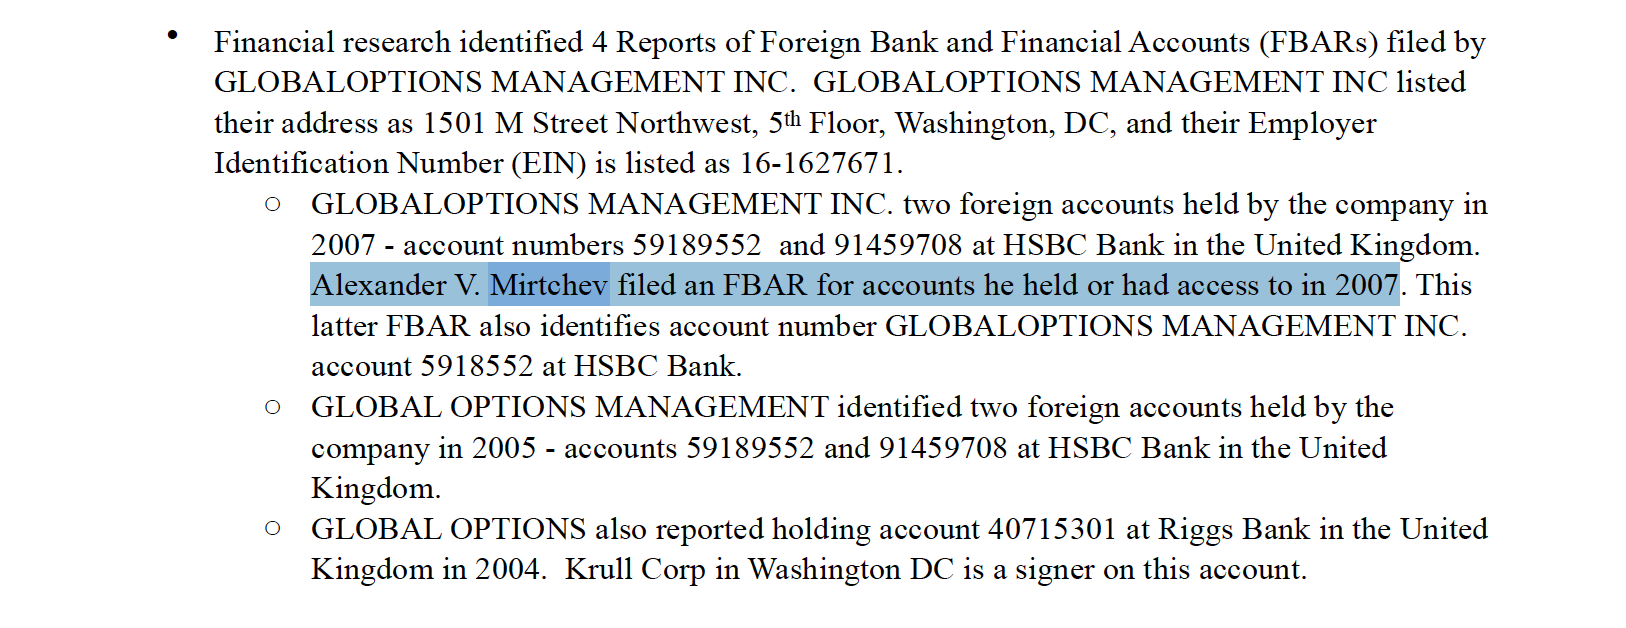 • Financial research identified 4 Reports of Foreign Bank and Financial Accounts (FBARs) filed by
GLOBALOPTIONS MANAGEMENT INC.  GLOBALOPTIONS MANAGEMENT INC listed
their address as 1501 M Street Northwest, 5th Floor, Washington, DC, and their Employer
Identification Number (EIN) is listed as 16-1627671.
○ GLOBALOPTIONS MANAGEMENT INC. two foreign accounts held by the company in
2007 - account numbers 59189552  and 91459708 at HSBC Bank in the United Kingdom.
Alexander V. Mirtchev filed an FBAR for accounts he held or had access to in 2007. This
latter FBAR also identifies account number GLOBALOPTIONS MANAGEMENT INC.
account 5918552 at HSBC Bank.
○ GLOBAL OPTIONS MANAGEMENT identified two foreign accounts held by the
company in 2005 - accounts 59189552 and 91459708 at HSBC Bank in the United
Kingdom.
○ GLOBAL OPTIONS also reported holding account 40715301 at Riggs Bank in the United
Kingdom in 2004.  Krull Corp in Washington DC is a signer on this account.